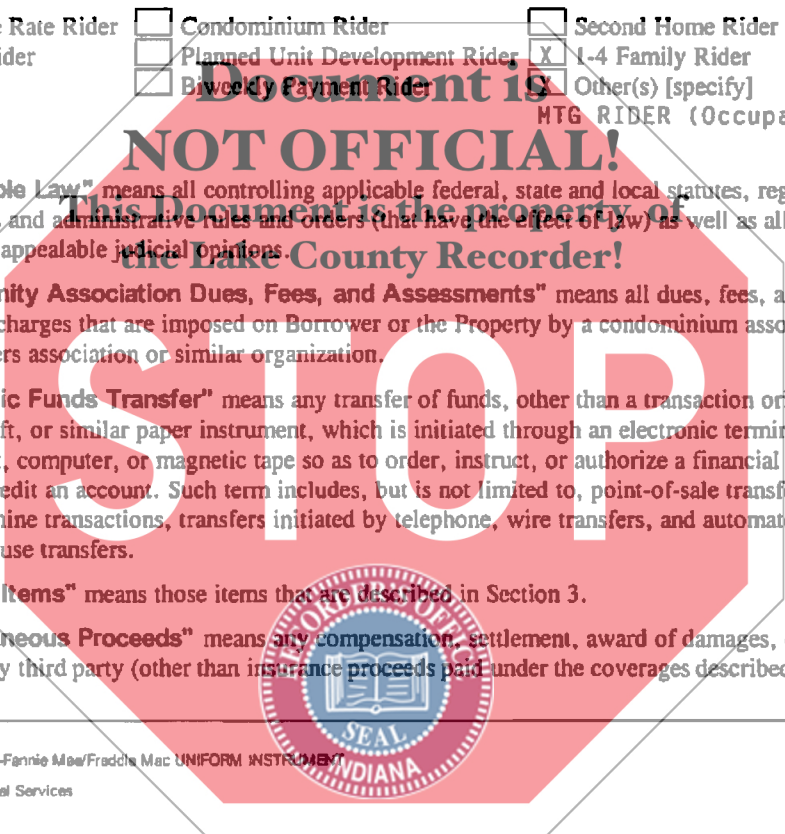 Rate Rider Condominium Rider Second Home Rider
ider Planned Unit Development Rider X 1-4 Family Rider
Biweekly Payment Rider X Other(s) [specify]
MTG RIDER (Occupa
Document is
NOT OFFICIAL!
This Document is the property of
the Lake County Recorder!
ble Law" means all controlling applicable federal, state and local statutes, reg
and administrative rules and orders (that have the effect of law) as well as all
appealable judicial opinions.
nity Association Dues, Fees, and Assessments" means all dues, fees, a
charges that are imposed on Borrower or the Property by a condominium asso
ers association or similar organization.
ic Funds Transfer" means any transfer of funds, other than a transaction ori
ft, or similar paper instrument, which is initiated through an electronic termin
, computer, or magnetic tape so as to order, instruct, or authorize a financial
edit an account. Such term includes, but is not limited to, point-of-sale transf
ine transactions, transfers initiated by telephone, wire transfers, and automat
use transfers.
STOP
Items" means those items that are described in Section 3.
neous Proceeds" means any compensation, settlement, award of damages,
y third party (other than insurance proceeds paid under the coverages described
RECORDER'S OFFICE
SEAL
INDIANA
-Fannie Mae/Freddie Mac UNIFORM INSTRUMENT
al Services